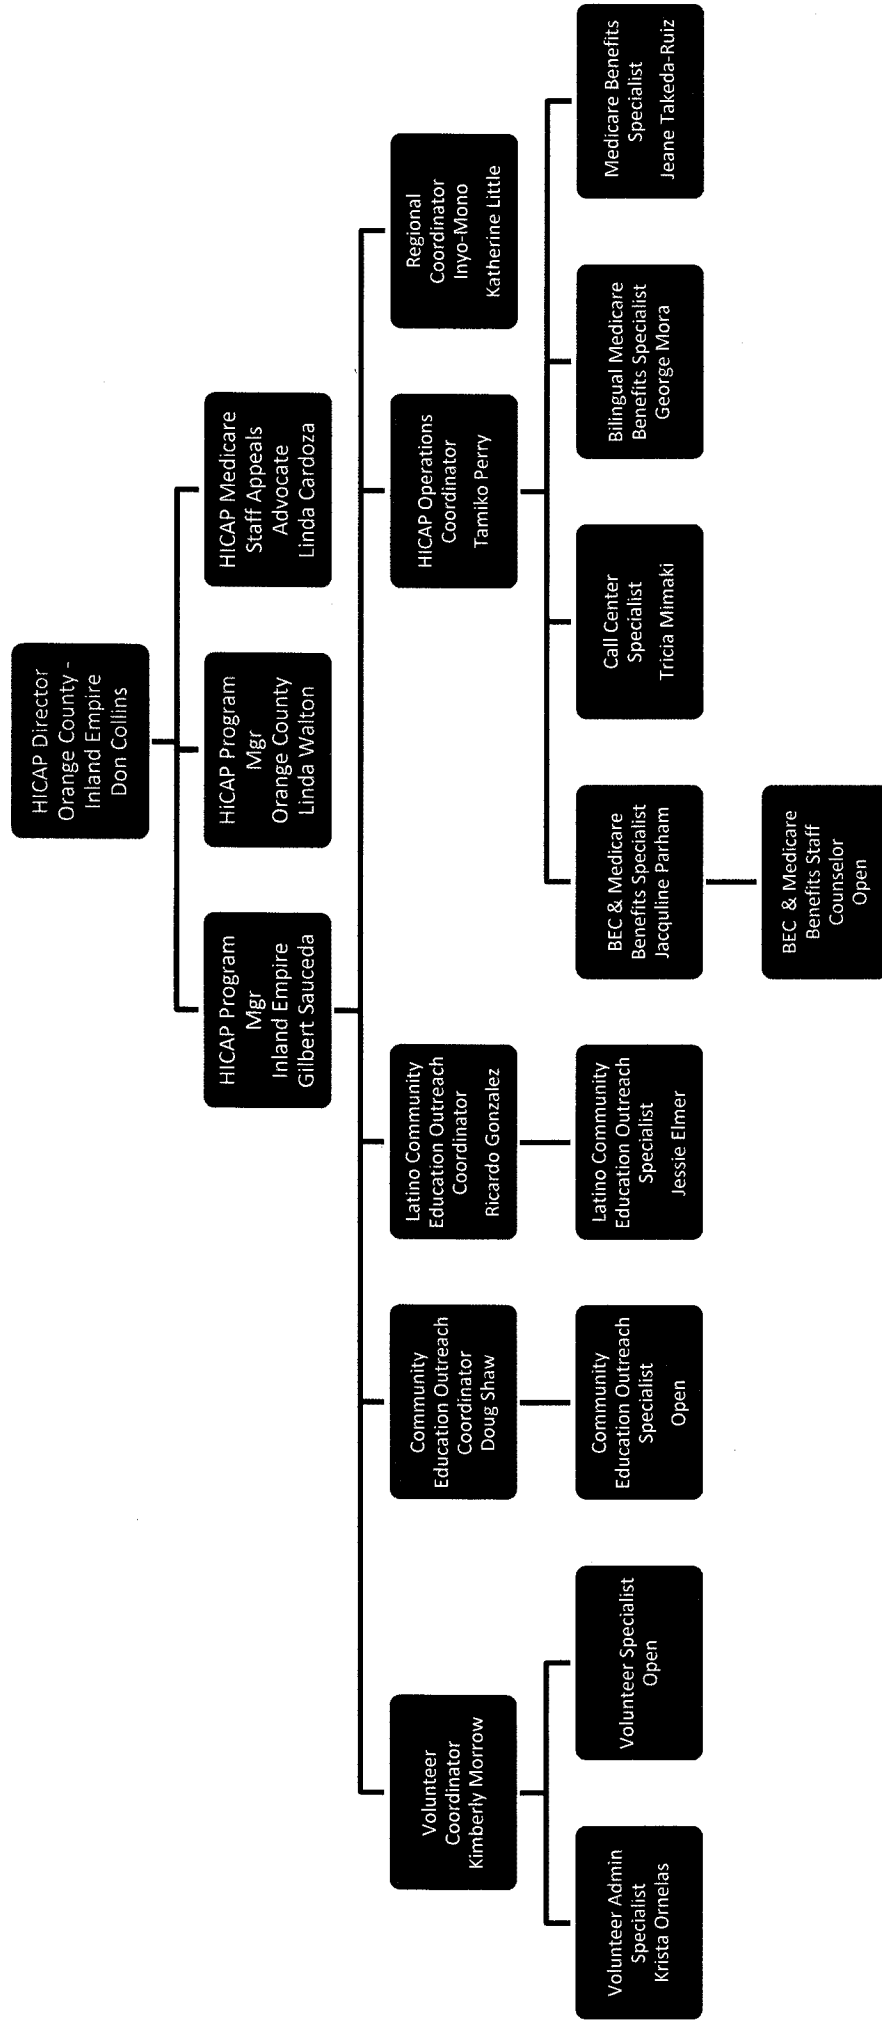 HICAP Director
Orange County -
Inland Empire
Don Collins
HICAP Program
Mgr
Inland Empire
Gilbert Sauceda
HICAP Program
Mgr
Orange County
Linda Walton
HICAP Medicare
Staff Appeals
Advocate
Linda Cardoza
Volunteer
Coordinator
Kimberly Morrow
Community
Education Outreach
Coordinator
Doug Shaw
Latino Community
Education Outreach
Coordinator
Ricardo Gonzalez
HICAP Operations
Coordinator
Tamiko Perry
Regional
Coordinator
Inyo-Mono
Katherine Little
Volunteer Admin
Specialist
Krista Ornelas
Volunteer Specialist
Open
Community
Education Outreach
Specialist
Open
Latino Community
Education Outreach
Specialist
Jessie Elmer
BEC & Medicare
Benefits Specialist
Jacquline Parham
Call Center
Specialist
Tricia Mimaki
Bilingual Medicare
Benefits Specialist
George Mora
Medicare Benefits
Specialist
Jeane Takeda-Ruiz
BEC & Medicare
Benefits Staff
Counselor
Open